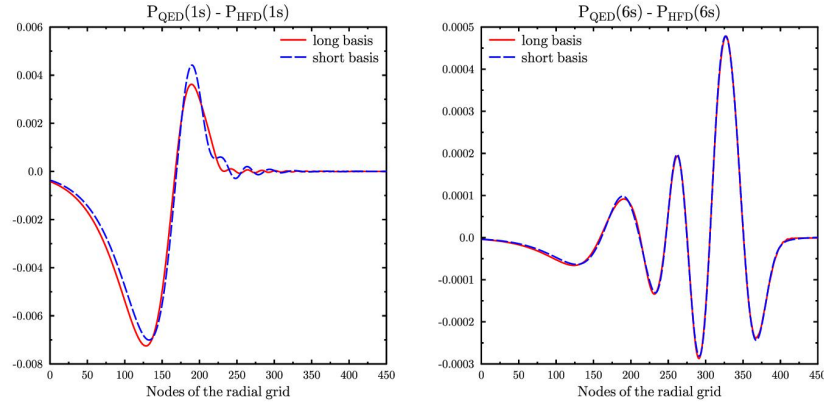 P_QED(1s) - P_HFD(1s)
0.006
0.004
0.002
0.0
-0.002
-0.004
-0.006
-0.008
long basis
short basis
0 50 100 150 200 250 300 350 400 450
Nodes of the radial grid
P_QED(6s) - P_HFD(6s)
0.0005
0.0004
0.0003
0.0002
0.0001
0.0
-0.0001
-0.0002
-0.0003
long basis
short basis
0 50 100 150 200 250 300 350 400 450
Nodes of the radial grid